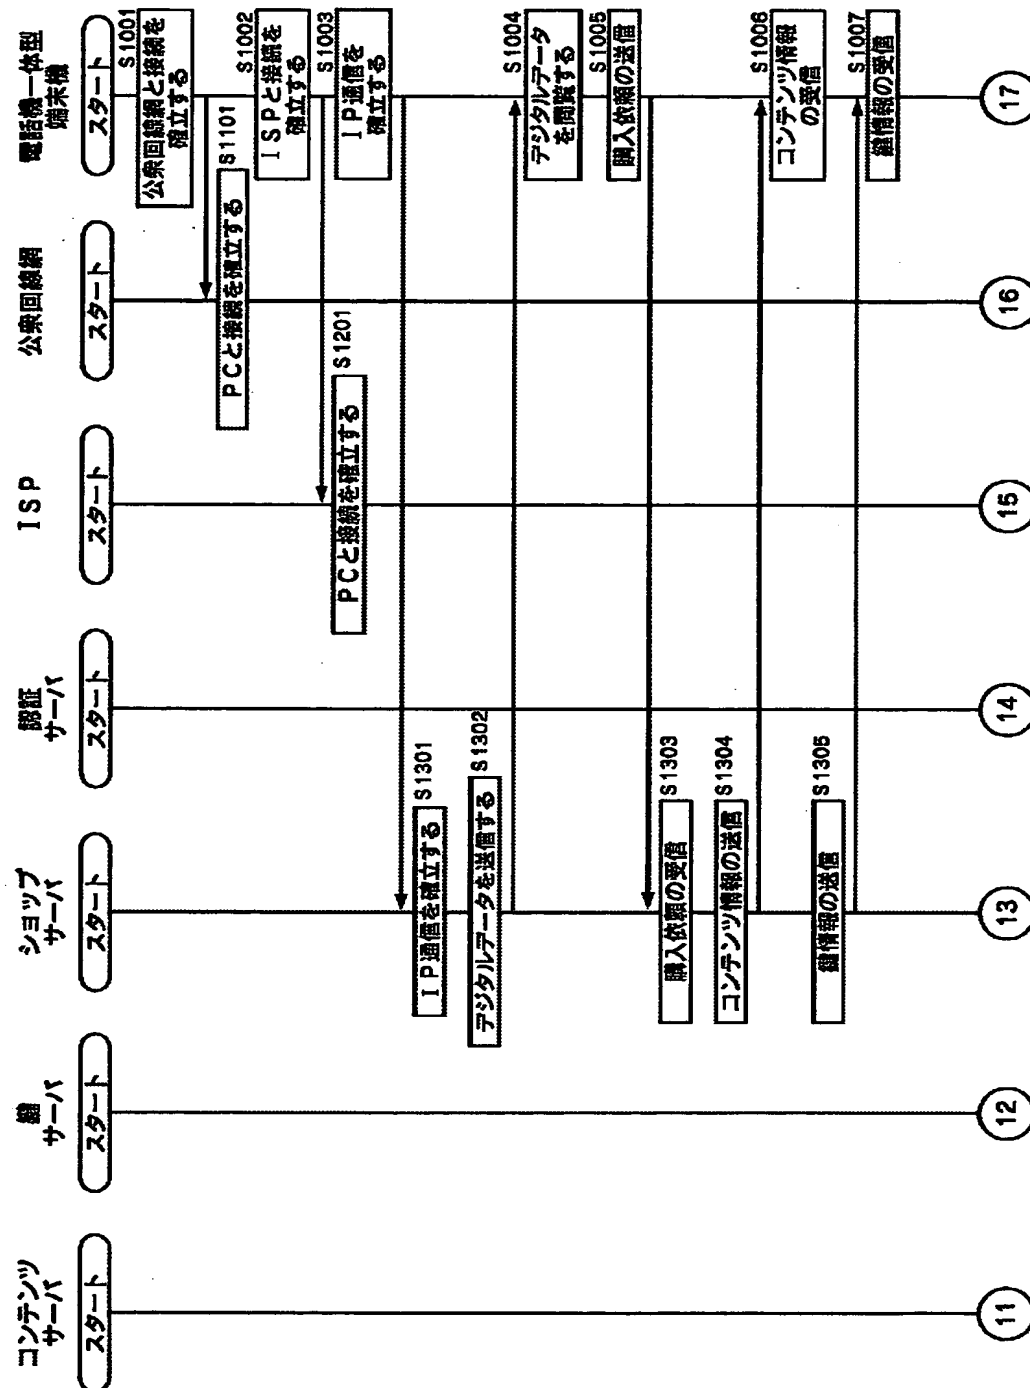 コンテンツ
サーバ
鍵
サーバ
ショップ
サーバ
認証
サーバ
ISP
公衆回線網
電話機一体型
端末機
スタート
スタート
スタート
スタート
スタート
スタート
スタート
S1001
公衆回線網と接続を
確立する
S1101
PCと接続を確立する
S1002
ISPと接続を
確立する
S1201
PCと接続を確立する
S1003
IP通信を
確立する
S1301
IP通信を確立する
S1302
デジタルデータを送信する
S1004
デジタルデータ
を閲覧する
S1005
購入依頼の送信
S1303
購入依頼の受信
S1304
コンテンツ情報の送信
S1006
コンテンツ情報
の受信
S1305
鍵情報の送信
S1007
鍵情報の受信
11
12
13
14
15
16
17